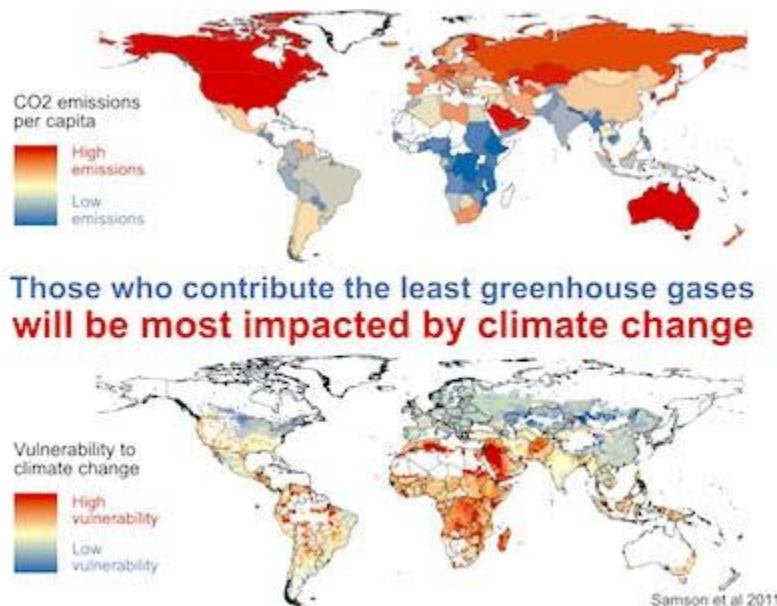 CO2 emissions
per capita
High
emissions
Low
emissions
Those who contribute the least greenhouse gases
will be most impacted by climate change
Vulnerability to
climate change
High
vulnerability
Low
vulnerability
Samson et al 2011